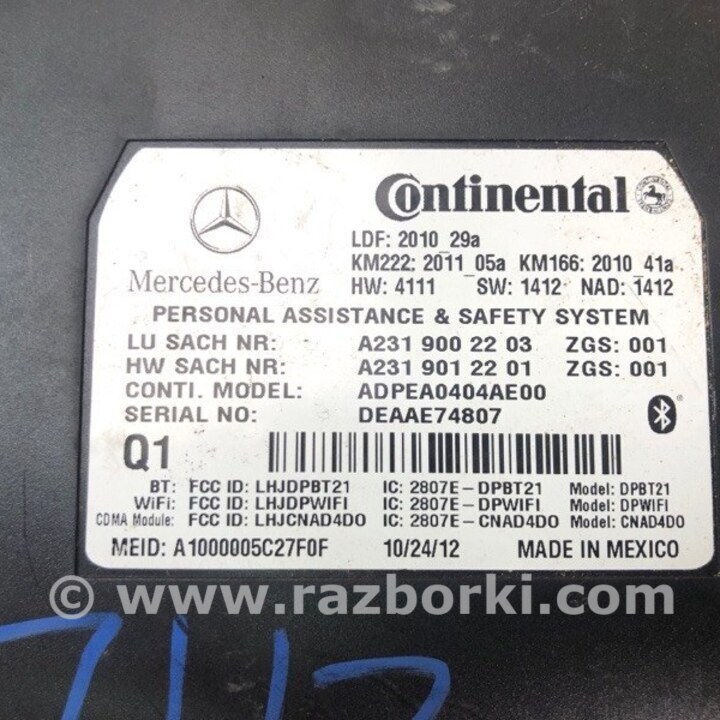 Mercedes-Benz
Continental
LDF: 2010_29a
KM222: 2011_05a KM166: 2010_41a
HW: 4111 SW: 1412 NAD: 1412
PERSONAL ASSISTANCE & SAFETY SYSTEM
LU SACH NR: A231 900 22 03 ZGS: 001
HW SACH NR: A231 901 22 01 ZGS: 001
CONTI. MODEL: ADPEA0404AE00
SERIAL NO: DEAAE74807
Q1
BT: FCC ID: LHJDPBT21 IC: 2807E-DPBT21 Model: DPBT21
WiFi: FCC ID: LHJDPWIFI IC: 2807E-DPWIFI Model: DPWIFI
CDMA Module: FCC ID: LHJCNAD4DO IC: 2807E-CNAD4DO Model: CNAD4DO
MEID: A1000005C27F0F 10/24/12 MADE IN MEXICO
© www.razborki.com